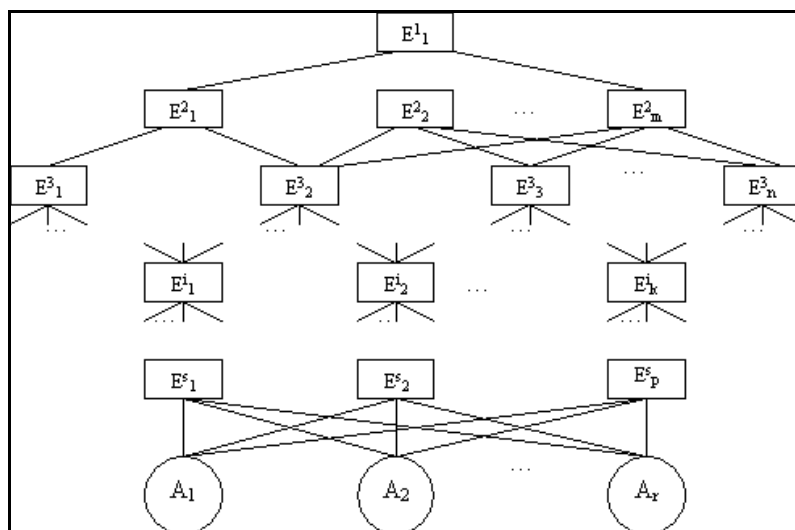 E¹₁
E²₁ E²₂ ... E²ₘ
E³₁ E³₂ E³₃ ... E³ₙ
... ... ... ...
Eⁱ₁ Eⁱ₂ ... Eⁱₖ
... ... ...
Eˢ₁ Eˢ₂ Eˢₚ
A₁ A₂ ... Aᵣ